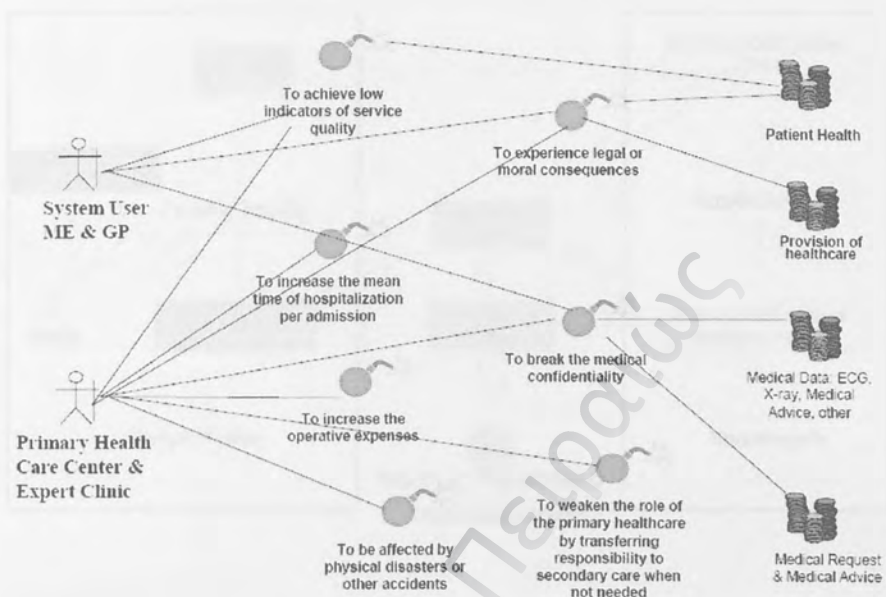 To achieve low
indicators of service
quality
To experience legal or
moral consequences
Patient Health
System User
ME & GP
Provision of
healthcare
To increase the mean
time of hospitalization
per admission
To break the medical
confidentiality
Medical Data: ECG,
X-ray, Medical
Advice, other
To increase the
operative expenses
Primary Health
Care Center &
Expert Clinic
To be affected by
physical disasters or
other accidents
To weaken the role of
the primary healthcare
by transferring
responsibility to
secondary care when
not needed
Medical Request
& Medical Advice
Πειραιώς